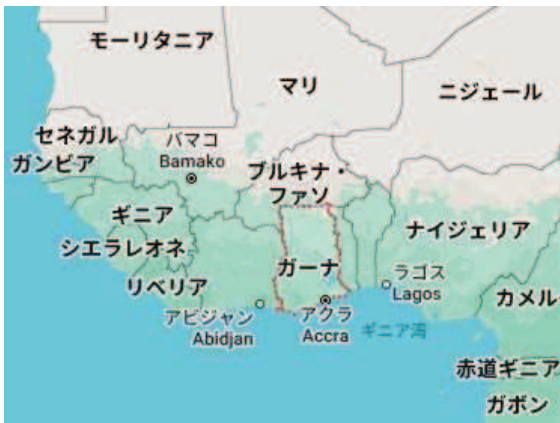 モーリタニア
マリ
ニジェール
セネガル
ガンビア
バマコ
Bamako
ブルキナ・
ファソ
ギニア
シエラレオネ
リベリア
ガーナ
ナイジェリア
ラゴス
Lagos
カメル
アビジャン
Abidjan
アクラ
Accra
ギニア湾
赤道ギニア
ガボン